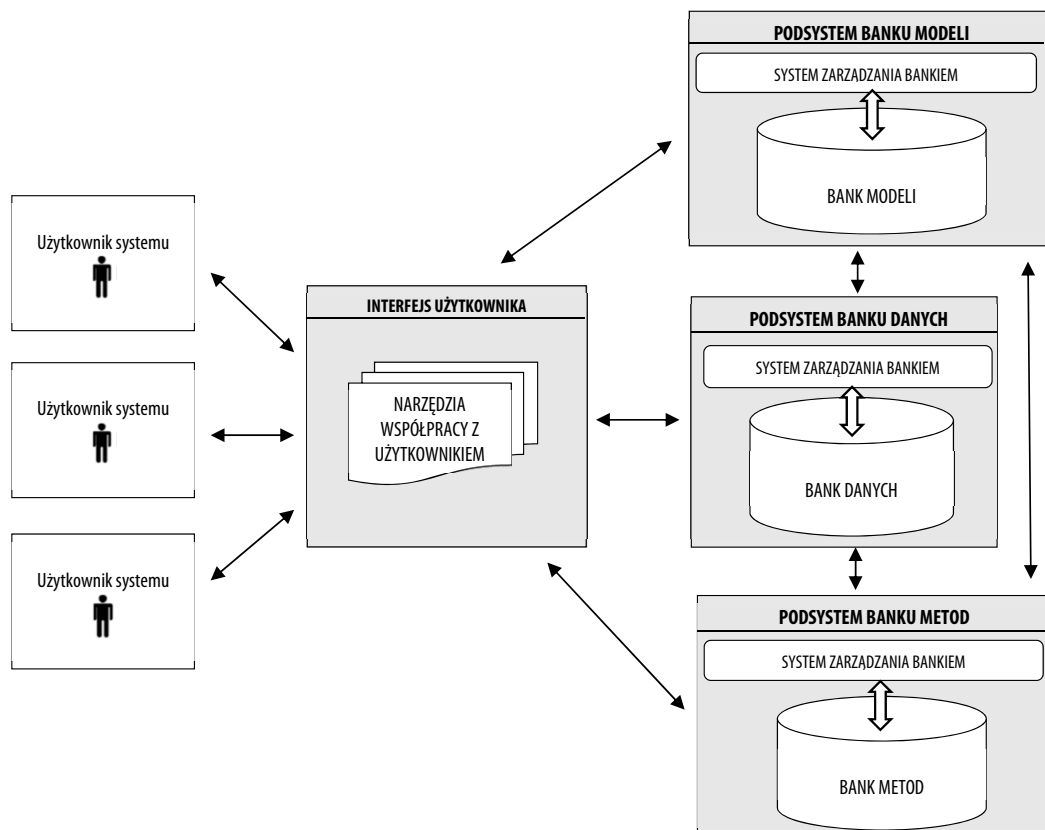 PODSYSTEM BANKU MODELI
SYSTEM ZARZĄDZANIA BANKIEM
BANK MODELI
Użytkownik systemu
INTERFEJS UŻYTKOWNIKA
NARZĘDZIA
WSPÓŁPRACY Z
UŻYTKOWNIKIEM
PODSYSTEM BANKU DANYCH
SYSTEM ZARZĄDZANIA BANKIEM
BANK DANYCH
Użytkownik systemu
Użytkownik systemu
PODSYSTEM BANKU METOD
SYSTEM ZARZĄDZANIA BANKIEM
BANK METOD